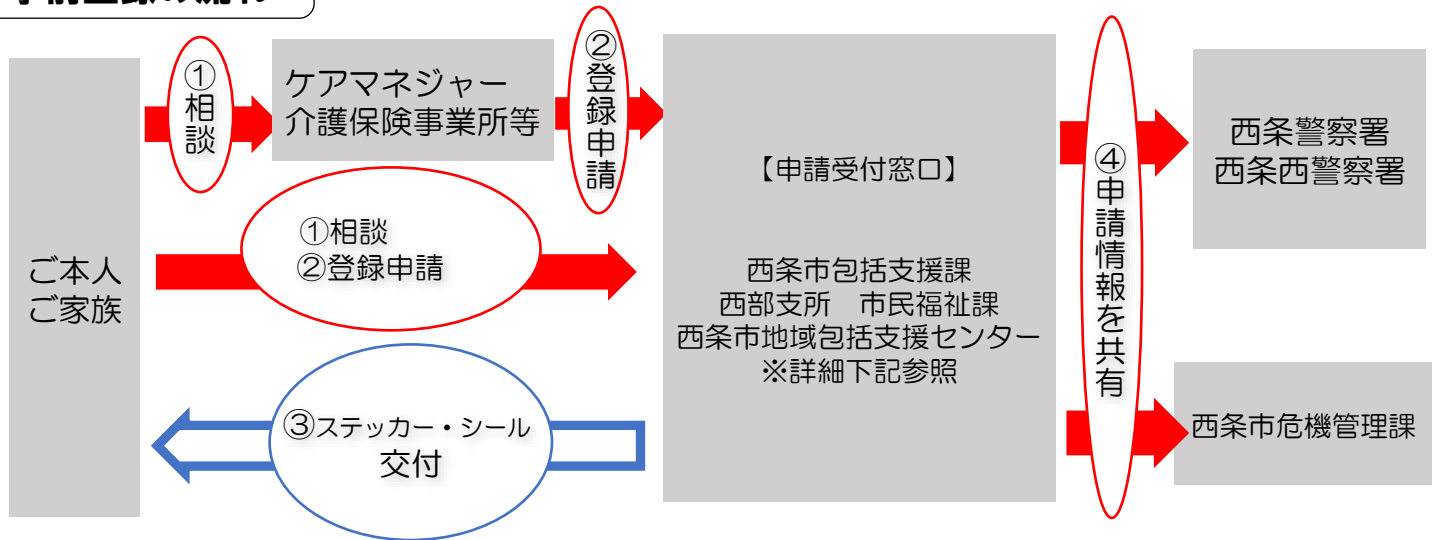 ①相談
ケアマネジャー
介護保険事業所等
②登録申請
①相談
②登録申請
ご本人
ご家族
③ステッカー・シール
交付
【申請受付窓口】
西条市包括支援課
西部支所　市民福祉課
西条市地域包括支援センター
※詳細下記参照
④申請情報を共有
西条警察署
西条西警察署
西条市危機管理課